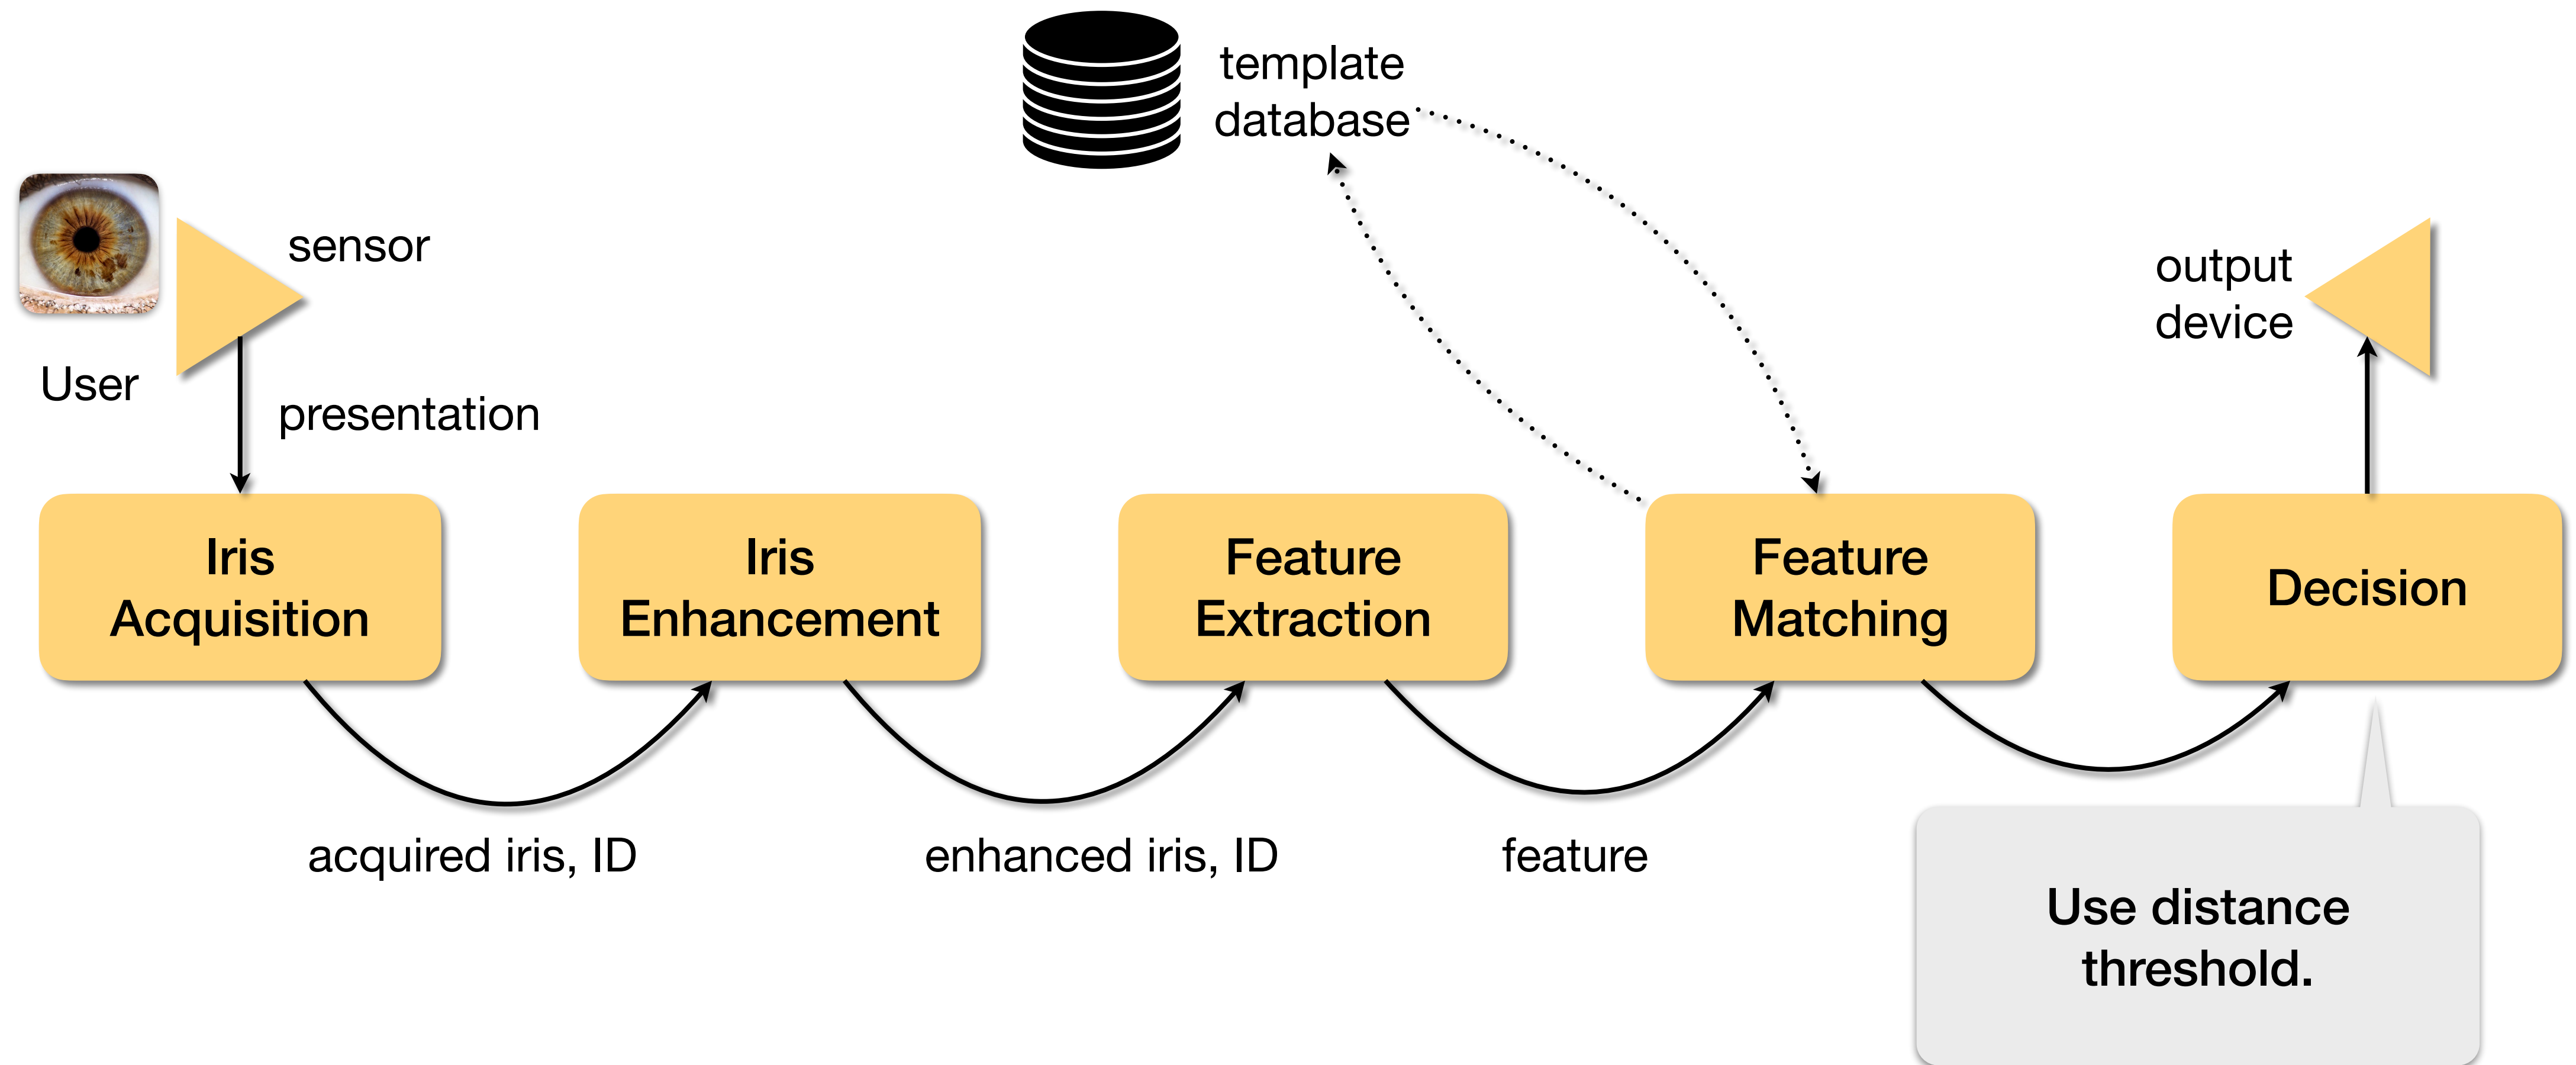 template
database
sensor
User
presentation
output
device
Iris
Acquisition
Iris
Enhancement
Feature
Extraction
Feature
Matching
Decision
acquired iris, ID
enhanced iris, ID
feature
Use distance
threshold.